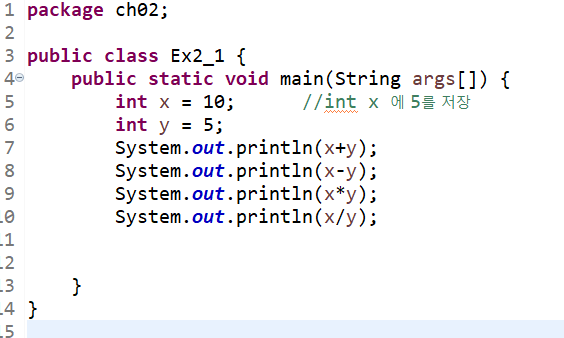 1 package ch02;
2
3 public class Ex2_1 {
4     public static void main(String args[]) {
5         int x = 10;      //int x 에 5를 저장
6         int y = 5;
7         System.out.println(x+y);
8         System.out.println(x-y);
9         System.out.println(x*y);
10         System.out.println(x/y);
11
12
13     }
14 }
15